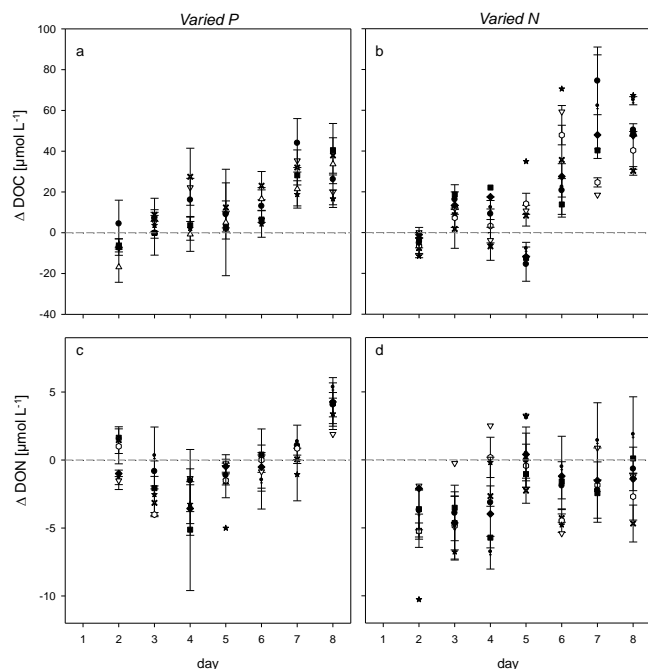 Varied P
Varied N
a
b
Δ DOC [µmol L⁻¹]
100
80
60
40
20
0
-20
-40
c
d
Δ DON [µmol L⁻¹]
5
0
-5
-10
1 2 3 4 5 6 7 8
1 2 3 4 5 6 7 8
day
day